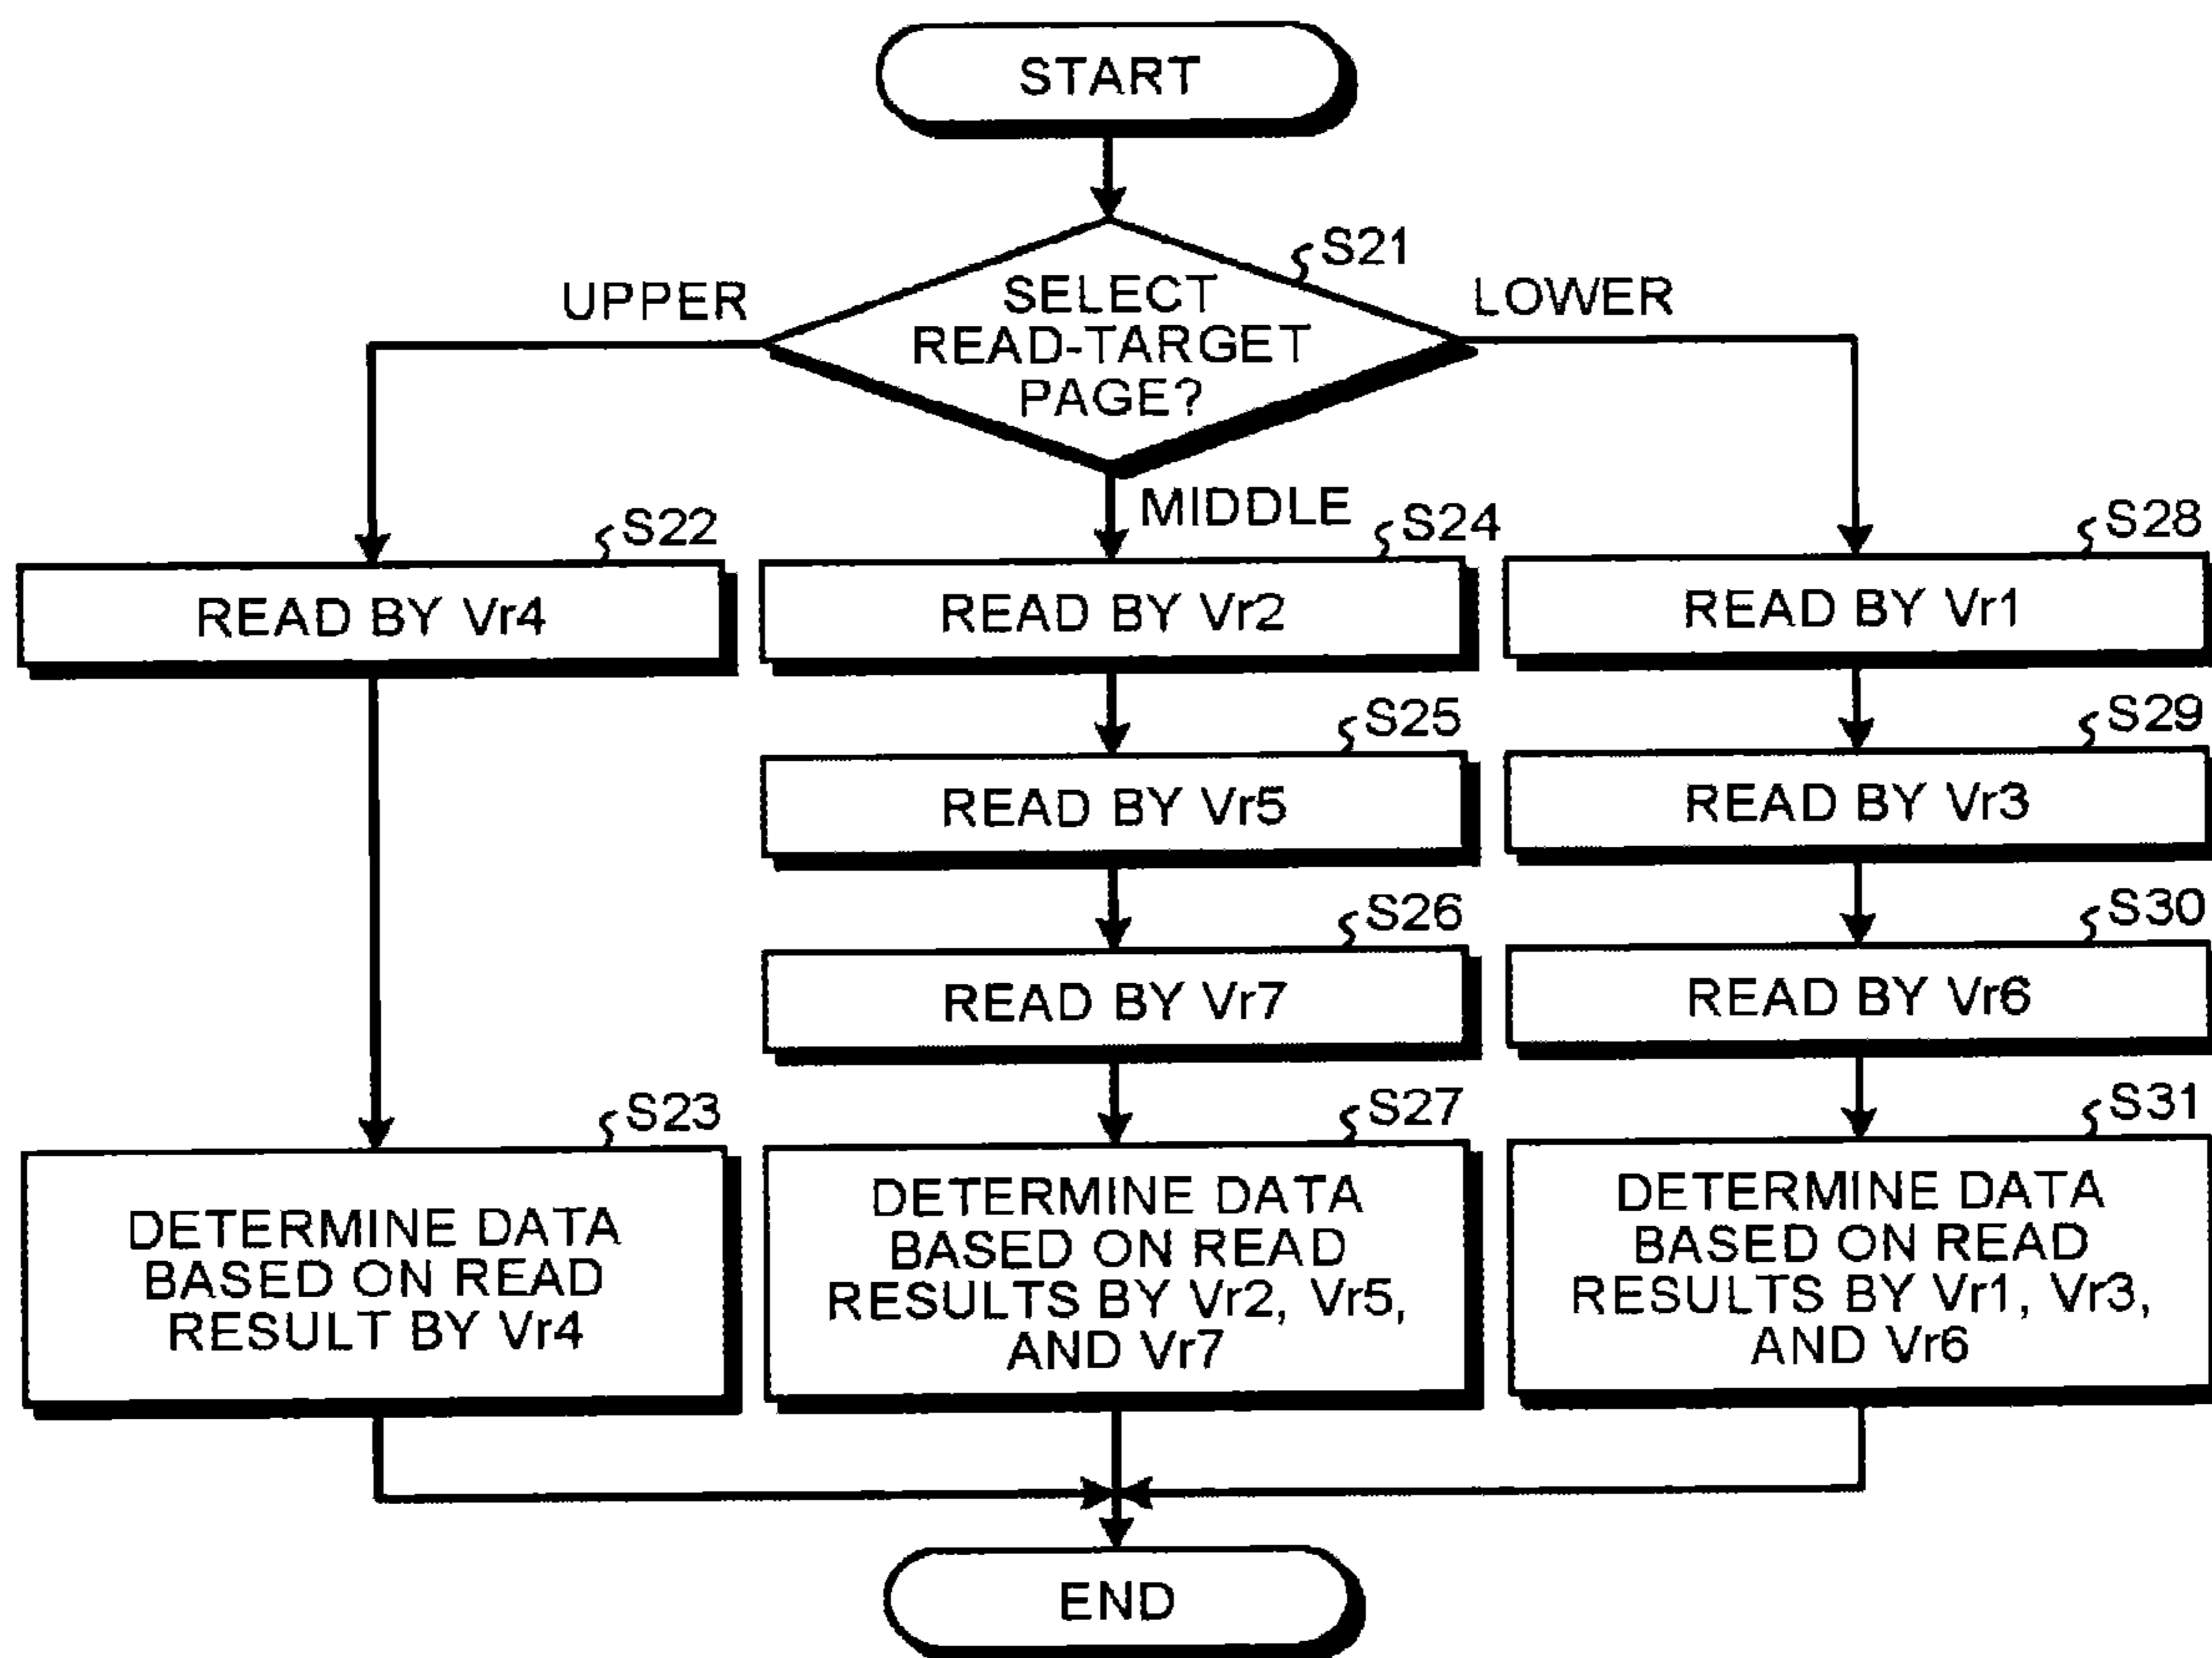 START
S21
SELECT
READ-TARGET
PAGE?
UPPER
LOWER
MIDDLE
S22
READ BY Vr4
S24
READ BY Vr2
S28
READ BY Vr1
S25
READ BY Vr5
S29
READ BY Vr3
S26
READ BY Vr7
S30
READ BY Vr6
S23
DETERMINE DATA
BASED ON READ
RESULT BY Vr4
S27
DETERMINE DATA
BASED ON READ
RESULTS BY Vr2, Vr5,
AND Vr7
S31
DETERMINE DATA
BASED ON READ
RESULTS BY Vr1, Vr3,
AND Vr6
END